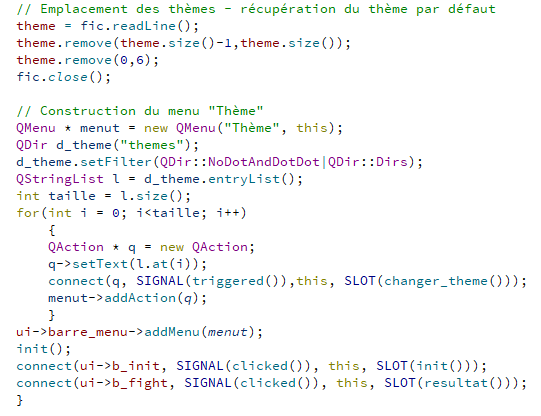 // Emplacement des thèmes - récupération du thème par défaut
theme = fic.readLine();
theme.remove(theme.size()-1,theme.size());
theme.remove(0,6);
fic.close();

// Construction du menu "Thème"
QMenu * menut = new QMenu("Thème", this);
QDir d_theme("themes");
d_theme.setFilter(QDir::NoDotAndDotDot|QDir::Dirs);
QStringList l = d_theme.entryList();
int taille = l.size();
for(int i = 0; i<taille; i++)
    {
    QAction * q = new QAction;
    q->setText(l.at(i));
    connect(q, SIGNAL(triggered()),this, SLOT(changer_theme()));
    menut->addAction(q);
    }
ui->barre_menu->addMenu(menut);
init();
connect(ui->b_init, SIGNAL(clicked()), this, SLOT(init()));
connect(ui->b_fight, SIGNAL(clicked()), this, SLOT(resultat()));
}